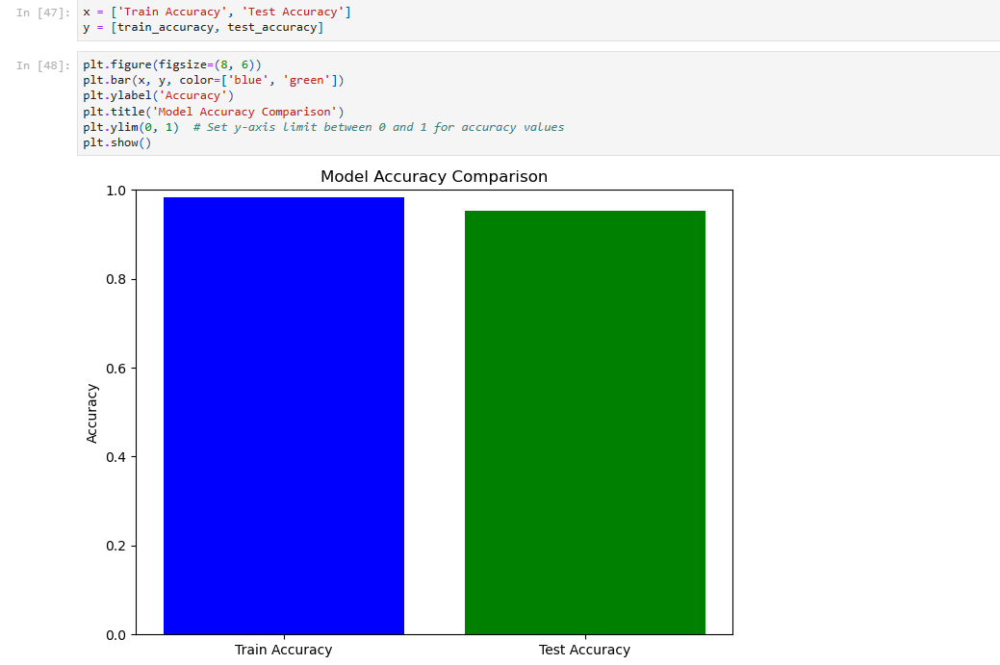 In [47]: x = ['Train Accuracy', 'Test Accuracy']
y = [train_accuracy, test_accuracy]
In [48]: plt.figure(figsize=(8, 6))
plt.bar(x, y, color=['blue', 'green'])
plt.ylabel('Accuracy')
plt.title('Model Accuracy Comparison')
plt.ylim(0, 1)  # Set y-axis limit between 0 and 1 for accuracy values
plt.show()
Model Accuracy Comparison
1.0
0.8
0.6
0.4
0.2
0.0
Accuracy
Train Accuracy
Test Accuracy